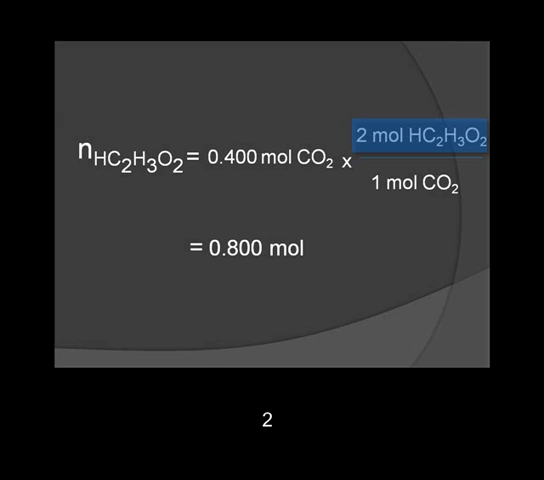 2 mol HC₂H₃O₂
nHC₂H₃O₂ = 0.400 mol CO₂ x
1 mol CO₂
= 0.800 mol
2